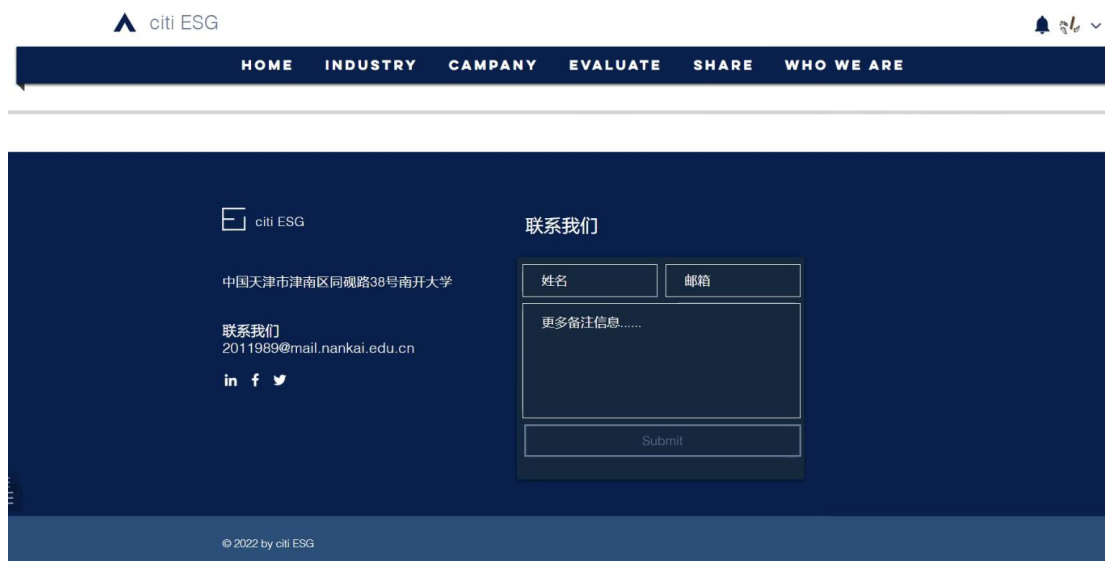 citi ESG
HOME INDUSTRY CAMPANY EVALUATE SHARE WHO WE ARE
citi ESG
中国天津市津南区同砚路38号南开大学
联系我们
2011989@mail.nankai.edu.cn
in f
联系我们
姓名 邮箱
更多备注信息......
Submit
© 2022 by citi ESG